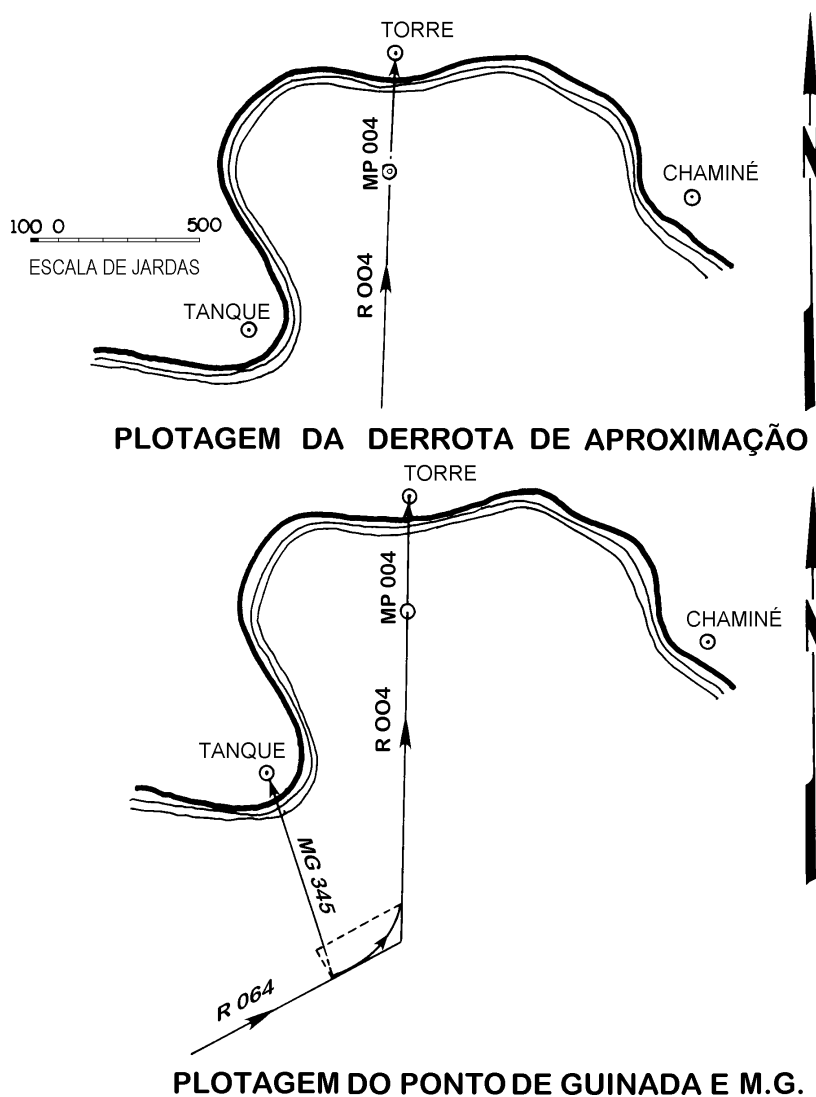 TORRE
MP 004
N
CHAMINÉ
100 0 500
ESCALA DE JARDAS
R 004
TANQUE
PLOTAGEM DA DERROTA DE APROXIMAÇÃO
TORRE
MP 004
N
CHAMINÉ
R 004
TANQUE
MG 345
R 064
PLOTAGEM DO PONTO DE GUINADA E M.G.